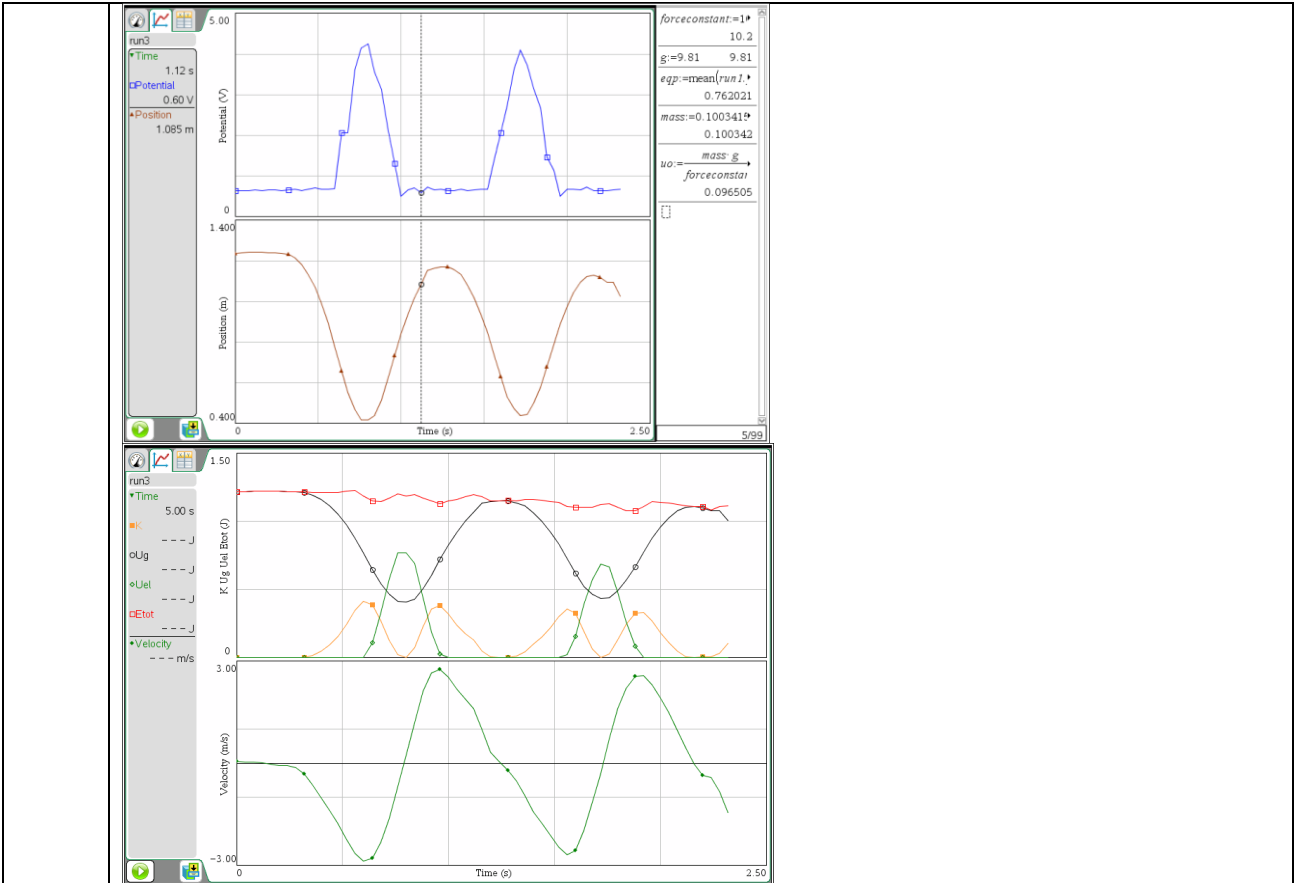 run3
Time
1.12 s
Potential
0.60 V
Position
1.085 m
5.00
Potential (V)
0
1.400
Position (m)
0.400
0
Time (s)
2.50
forceconstant:=1
10.2
g:=9.81 9.81
eqp:=mean(run1.
0.762021
mass:=0.100341
0.100342
uo:= mass· g
forceconstar
0.096505
5/99
run3
Time
5.00 s
K
--- J
Ug
--- J
Uel
--- J
Etot
--- J
Velocity
--- m/s
1.50
K Ug Uel Etot (J)
0
3.00
Velocity (m/s)
-3.00
0
Time (s)
2.50